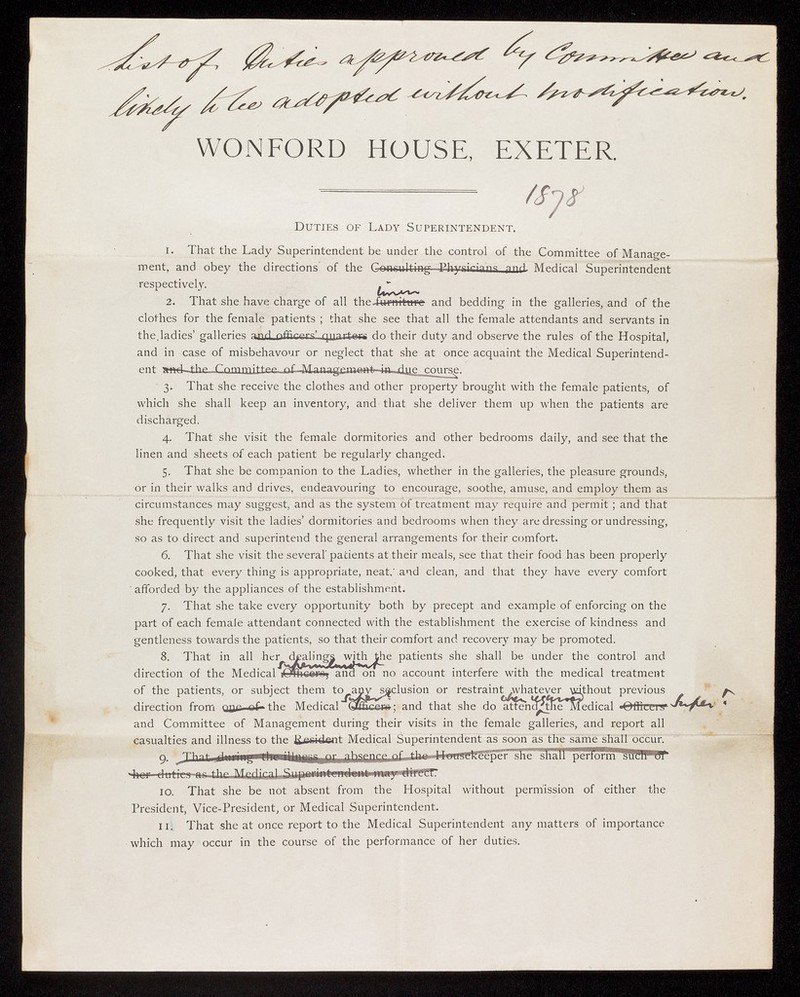 List of Duties approved by Committee and
likely to be adopted without modification.
WONFORD HOUSE, EXETER.
1878
DUTIES OF LADY SUPERINTENDENT.
1. That the Lady Superintendent be under the control of the Committee of Manage-
ment, and obey the directions of the Consulting Physicians and Medical Superintendent
respectively.
linen
2. That she have charge of all the furniture and bedding in the galleries, and of the
clothes for the female patients ; that she see that all the female attendants and servants in
the ladies' galleries and officers' quarters do their duty and observe the rules of the Hospital,
and in case of misbehavour or neglect that she at once acquaint the Medical Superintend-
ent and the Committee of Management in due course.
3. That she receive the clothes and other property brought with the female patients, of
which she shall keep an inventory, and that she deliver them up when the patients are
discharged.
4. That she visit the female dormitories and other bedrooms daily, and see that the
linen and sheets of each patient be regularly changed.
5. That she be companion to the Ladies, whether in the galleries, the pleasure grounds,
or in their walks and drives, endeavouring to encourage, soothe, amuse, and employ them as
circumstances may suggest, and as the system of treatment may require and permit ; and that
she frequently visit the ladies' dormitories and bedrooms when they are dressing or undressing,
so as to direct and superintend the general arrangements for their comfort.
6. That she visit the several patients at their meals, see that their food has been properly
cooked, that every thing is appropriate, neat, and clean, and that they have every comfort
afforded by the appliances of the establishment.
7. That she take every opportunity both by precept and example of enforcing on the
part of each female attendant connected with the establishment the exercise of kindness and
gentleness towards the patients, so that their comfort and recovery may be promoted.
8. That in all her dealings with the patients she shall be under the control and
Superintendent
direction of the Medical Officers, and on no account interfere with the medical treatment
of the patients, or subject them to any seclusion or restraint whatever without previous
Super when required
direction from one of the Medical Officers ; and that she do attend the Medical Officers Super
and Committee of Management during their visits in the female galleries, and report all
casualties and illness to the Resident Medical Superintendent as soon as the same shall occur.
9. That during the illness or absence of the Housekeeper she shall perform such of
her duties as the Medical Superintendent may direct.
10. That she be not absent from the Hospital without permission of either the
President, Vice-President, or Medical Superintendent.
11. That she at once report to the Medical Superintendent any matters of importance
which may occur in the course of the performance of her duties.